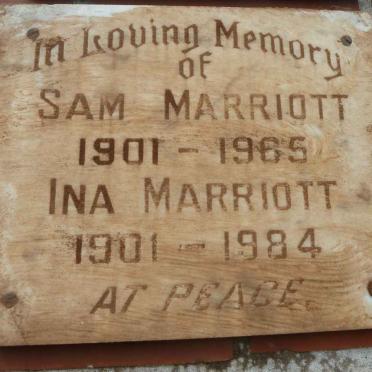 In Loving Memory
of
SAM MARRIOTT
1901 - 1965
INA MARRIOTT
1901 - 1984
AT PEACE.